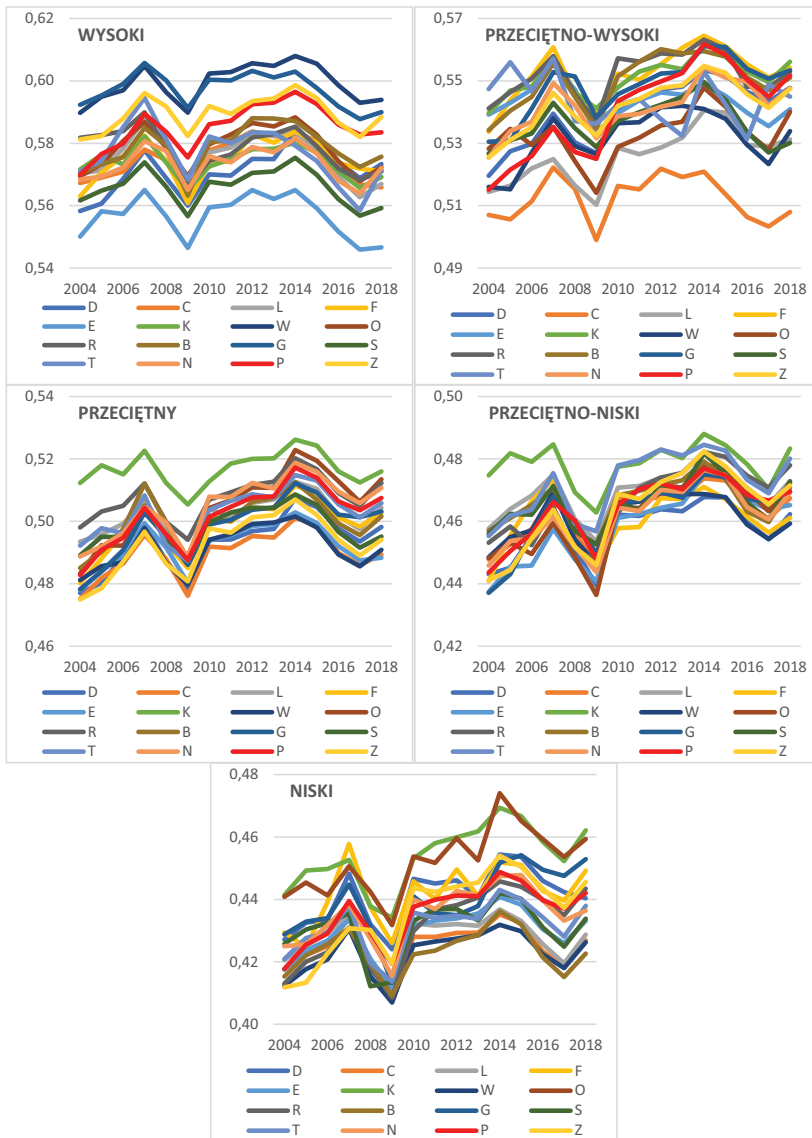 0,62
WYSOKI
0,60
0,58
0,56
0,54
2004 2006 2008 2010 2012 2014 2016 2018
D C L F
E K W O
R B G S
T N P Z
0,57
PRZECIĘTNO-WYSOKI
0,55
0,53
0,51
0,49
2004 2006 2008 2010 2012 2014 2016 2018
D C L F
E K W O
R B G S
T N P Z
0,54
PRZECIĘTNY
0,52
0,50
0,48
0,46
2004 2006 2008 2010 2012 2014 2016 2018
D C L F
E K W O
R B G S
T N P Z
0,50
PRZECIĘTNO-NISKI
0,48
0,46
0,44
0,42
2004 2006 2008 2010 2012 2014 2016 2018
D C L F
E K W O
R B G S
T N P Z
0,48
NISKI
0,46
0,44
0,42
0,40
2004 2006 2008 2010 2012 2014 2016 2018
D C L F
E K W O
R B G S
T N P Z